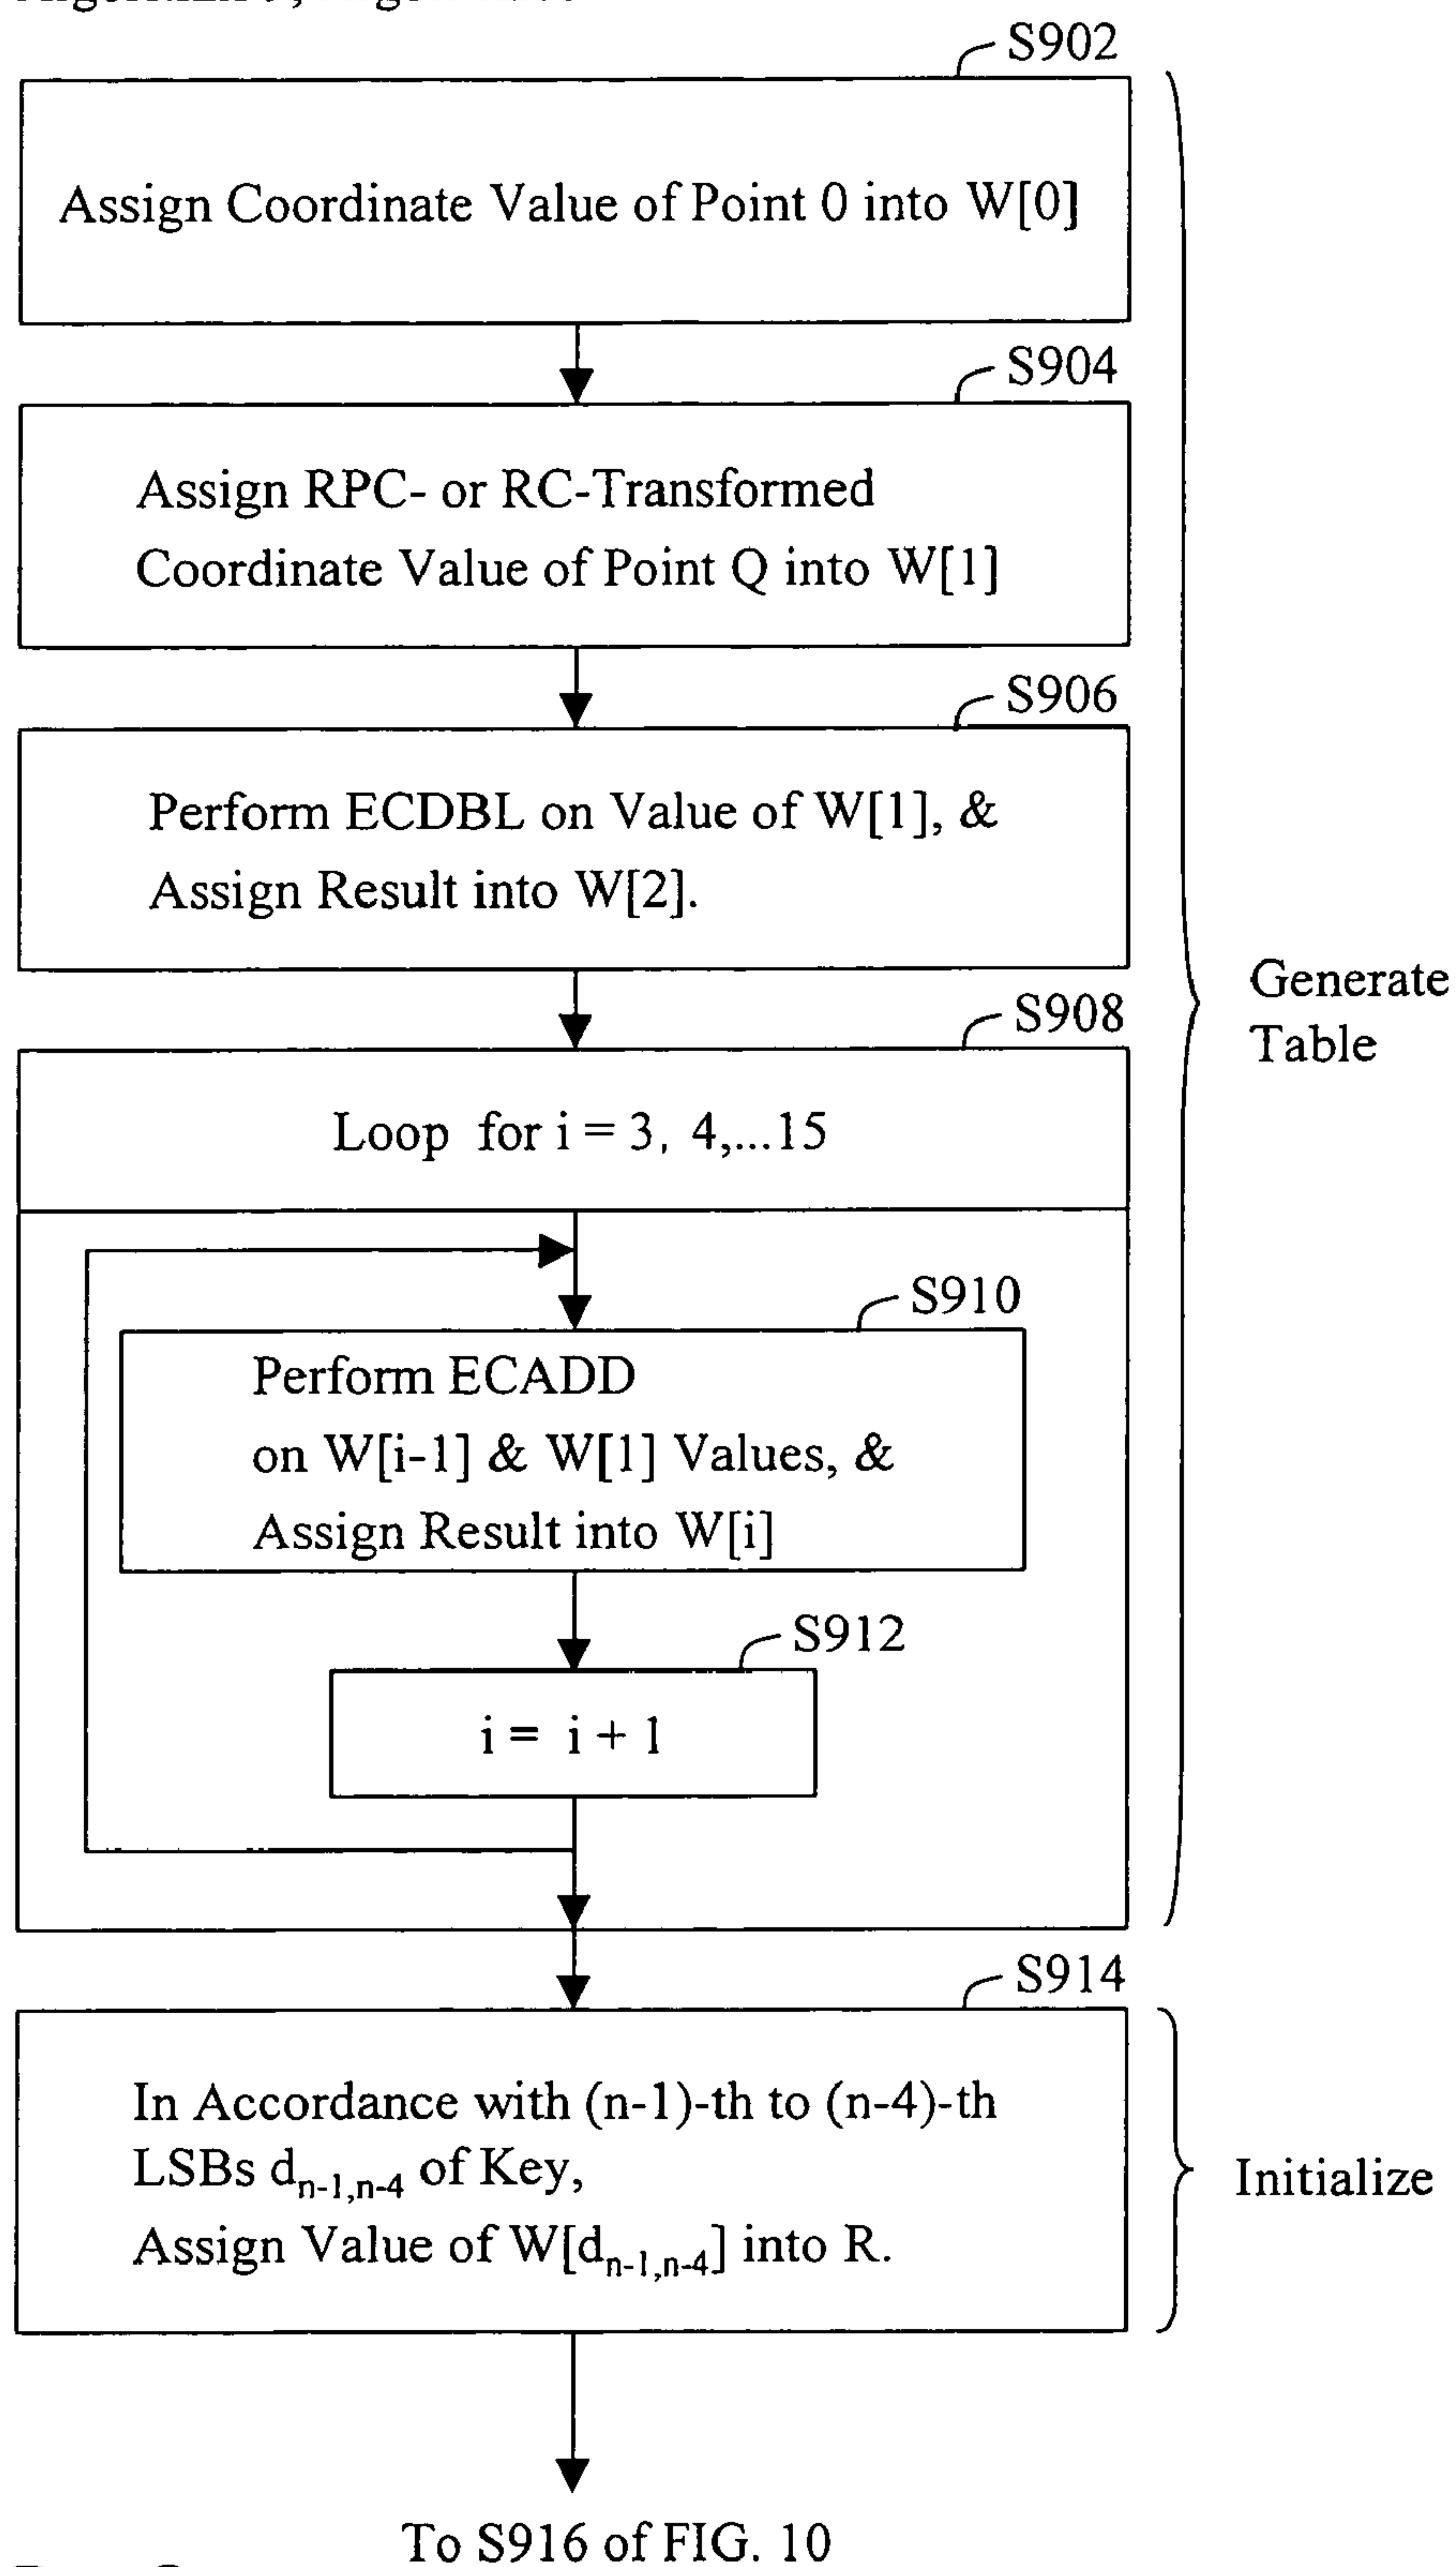 S902
Assign Coordinate Value of Point 0 into W[0]
S904
Assign RPC- or RC-Transformed
Coordinate Value of Point Q into W[1]
S906
Perform ECDBL on Value of W[1], &
Assign Result into W[2].
S908
Generate
Table
Loop for i = 3, 4,...15
S910
Perform ECADD
on W[i-1] & W[1] Values, &
Assign Result into W[i]
S912
i = i + 1
S914
In Accordance with (n-1)-th to (n-4)-th
LSBs dn-1,n-4 of Key,
Assign Value of W[dn-1,n-4] into R.
Initialize
To S916 of FIG. 10